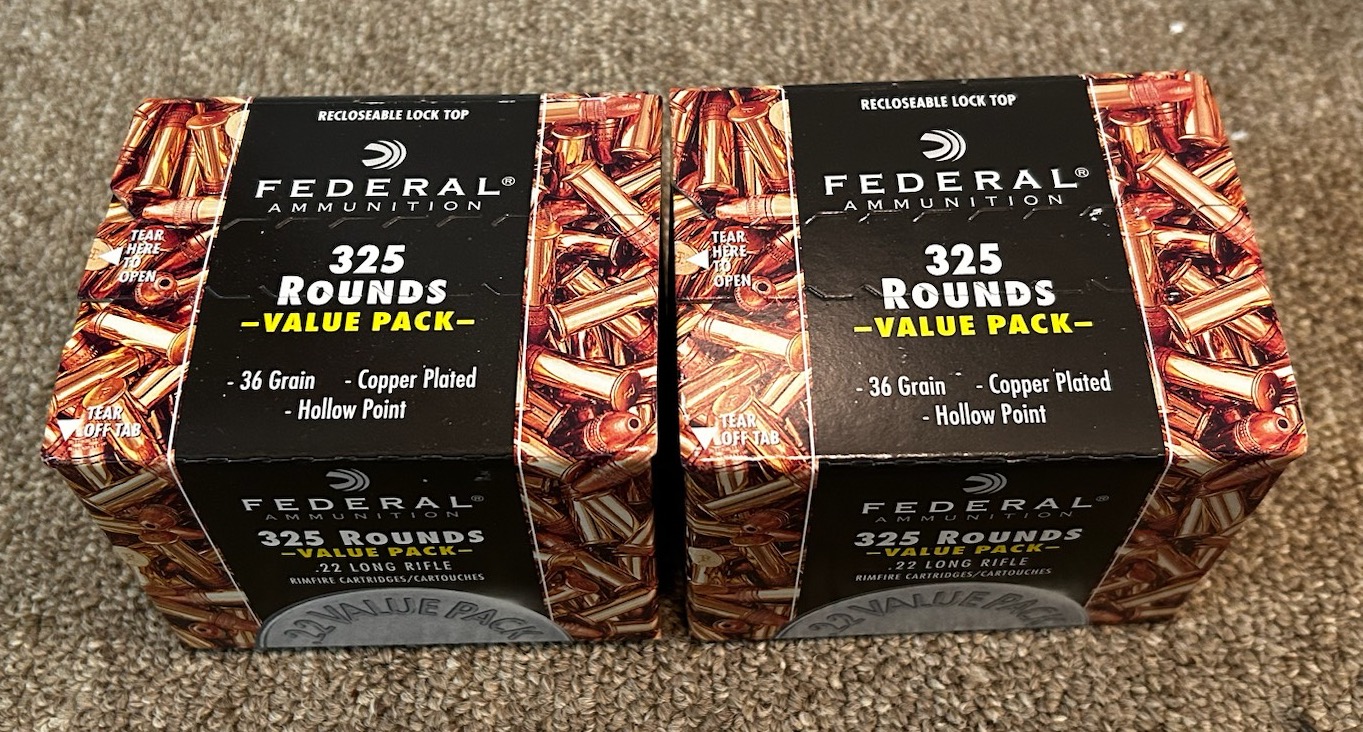 RECLOSEABLE LOCK TOP
FEDERAL®
AMMUNITION
TEAR
HERE
TO
OPEN
325
ROUNDS
–VALUE PACK–
- 36 Grain - Copper Plated
- Hollow Point
TEAR
OFF TAB
FEDERAL®
AMMUNITION
325 ROUNDS
–VALUE PACK–
.22 LONG RIFLE
RIMFIRE CARTRIDGES/CARTOUCHES
22 VALUE PACK
RECLOSEABLE LOCK TOP
FEDERAL®
AMMUNITION
TEAR
HERE
TO
OPEN
325
ROUNDS
–VALUE PACK–
- 36 Grain - Copper Plated
- Hollow Point
TEAR
OFF TAB
FEDERAL®
AMMUNITION
325 ROUNDS
–VALUE PACK–
.22 LONG RIFLE
RIMFIRE CARTRIDGES/CARTOUCHES
22 VALUE PACK